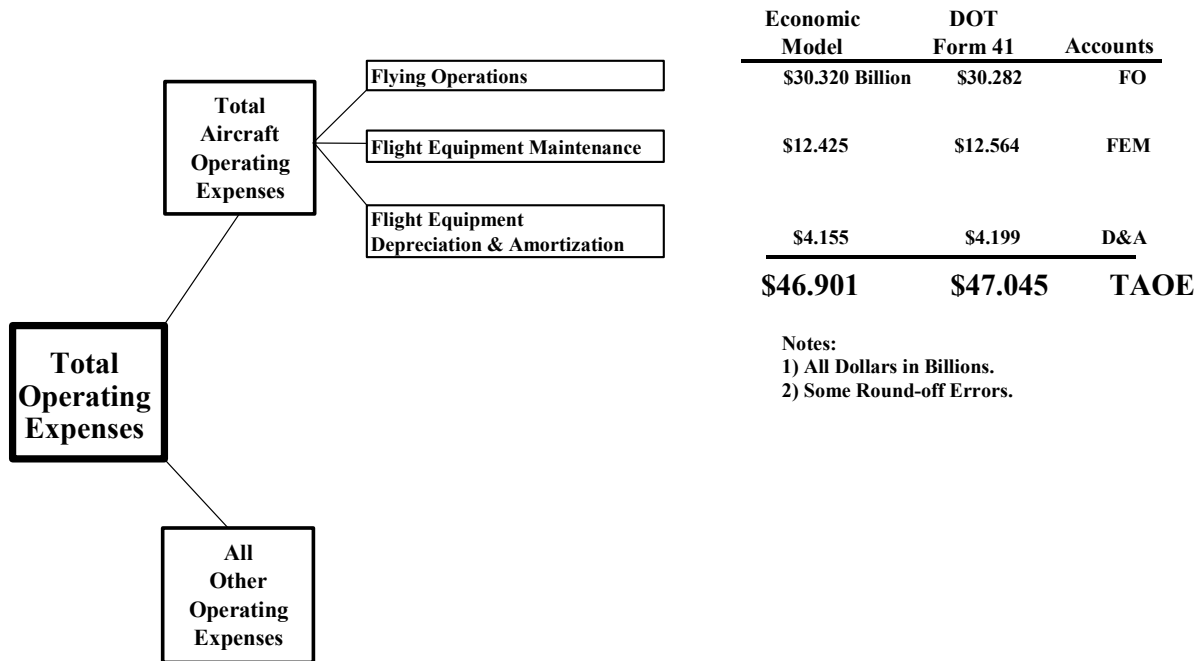 Economic Model DOT Form 41 Accounts
Flying Operations $30.320 Billion $30.282 FO
Total
Aircraft
Operating
Expenses
Flight Equipment Maintenance $12.425 $12.564 FEM
Flight Equipment
Depreciation & Amortization $4.155 $4.199 D&A
$46.901 $47.045 TAOE
Notes:
1) All Dollars in Billions.
2) Some Round-off Errors.
Total
Operating
Expenses
All
Other
Operating
Expenses